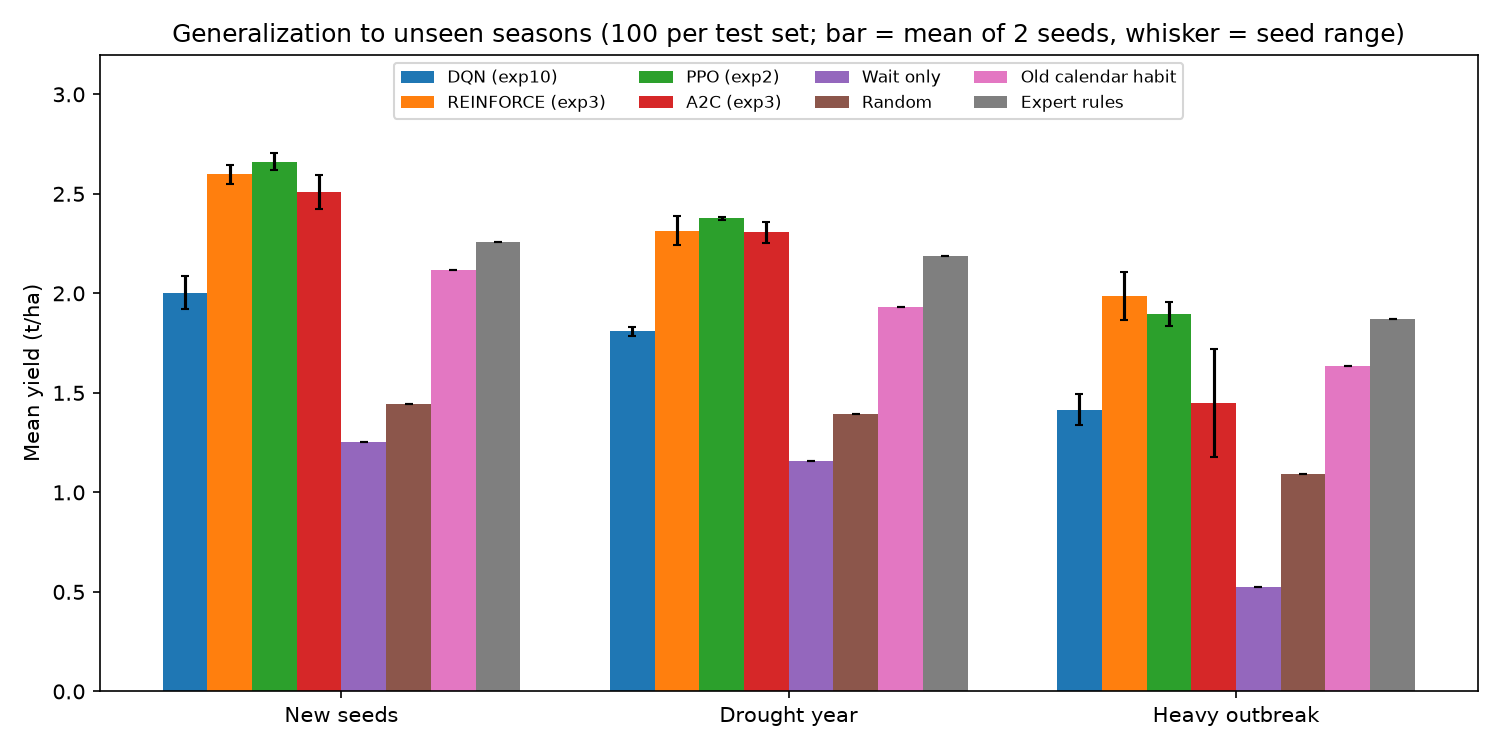 Generalization to unseen seasons (100 per test set; bar = mean of 2 seeds, whisker = seed range)
DQN (exp10) PPO (exp2) Wait only Old calendar habit
REINFORCE (exp3) A2C (exp3) Random Expert rules
Mean yield (t/ha)
3.0
2.5
2.0
1.5
1.0
0.5
0.0
New seeds Drought year Heavy outbreak